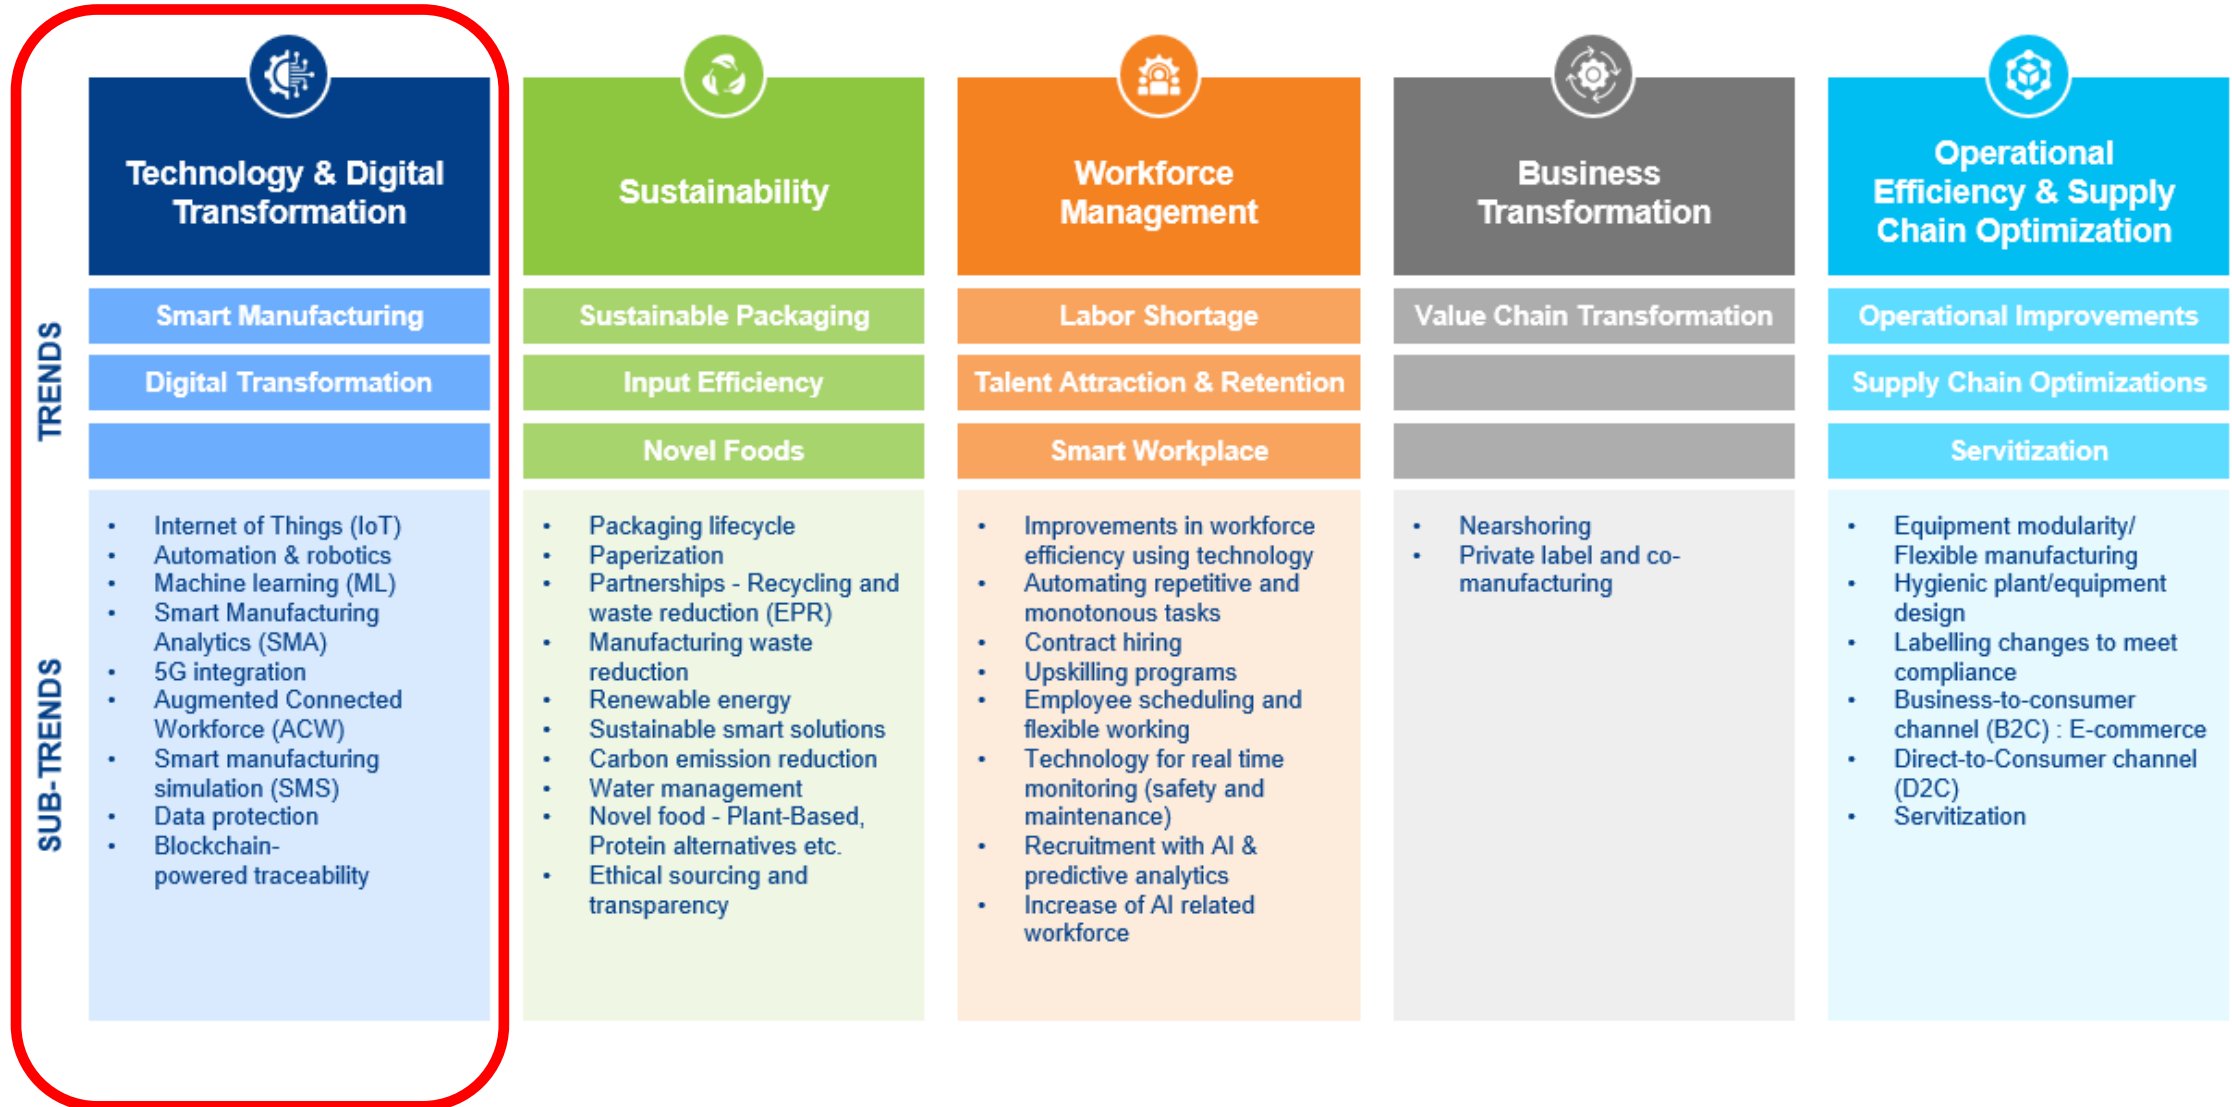 Technology & Digital
Transformation
Sustainability
Workforce
Management
Business
Transformation
Operational
Efficiency & Supply
Chain Optimization
TRENDS
Smart Manufacturing
Sustainable Packaging
Labor Shortage
Value Chain Transformation
Operational Improvements
Digital Transformation
Input Efficiency
Talent Attraction & Retention
Supply Chain Optimizations
Novel Foods
Smart Workplace
Servitization
SUB-TRENDS
• Internet of Things (IoT)
• Automation & robotics
• Machine learning (ML)
• Smart Manufacturing
Analytics (SMA)
• 5G integration
• Augmented Connected
Workforce (ACW)
• Smart manufacturing
simulation (SMS)
• Data protection
• Blockchain-
powered traceability
• Packaging lifecycle
• Paperization
• Partnerships - Recycling and
waste reduction (EPR)
• Manufacturing waste
reduction
• Renewable energy
• Sustainable smart solutions
• Carbon emission reduction
• Water management
• Novel food - Plant-Based,
Protein alternatives etc.
• Ethical sourcing and
transparency
• Improvements in workforce
efficiency using technology
• Automating repetitive and
monotonous tasks
• Contract hiring
• Upskilling programs
• Employee scheduling and
flexible working
• Technology for real time
monitoring (safety and
maintenance)
• Recruitment with AI &
predictive analytics
• Increase of AI related
workforce
• Nearshoring
• Private label and co-
manufacturing
• Equipment modularity/
Flexible manufacturing
• Hygienic plant/equipment
design
• Labelling changes to meet
compliance
• Business-to-consumer
channel (B2C) : E-commerce
• Direct-to-Consumer channel
(D2C)
• Servitization